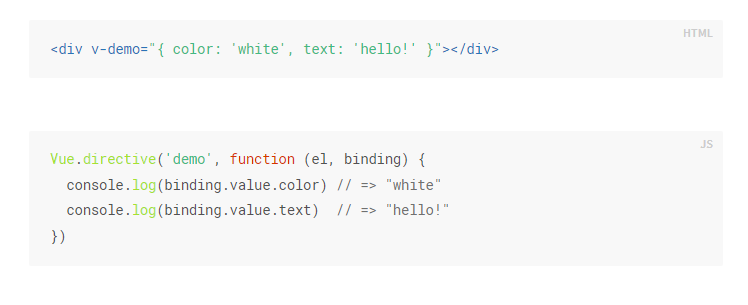 HTML
<div v-demo="{ color: 'white', text: 'hello!' }"></div>
JS
Vue.directive('demo', function (el, binding) {
  console.log(binding.value.color) // => "white"
  console.log(binding.value.text)  // => "hello!"
})